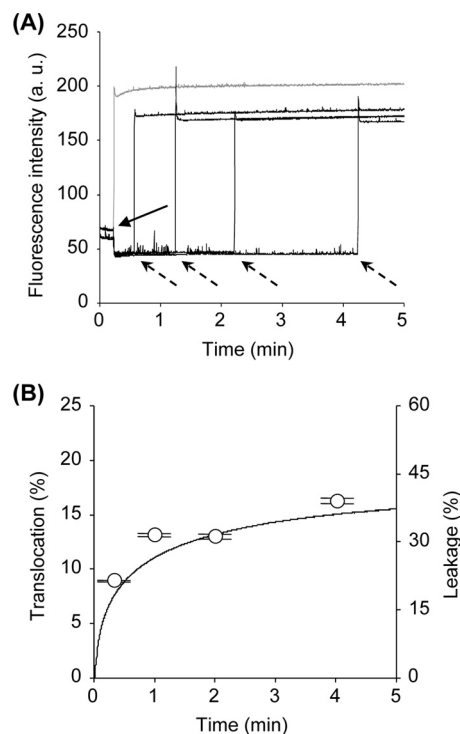 (A)
250
200
150
100
50
0
Fluorescence intensity (a. u.)
0 1 2 3 4 5
Time (min)
(B)
25
20
15
10
5
0
Translocation (%)
60
45
30
15
0
Leakage (%)
0 1 2 3 4 5
Time (min)